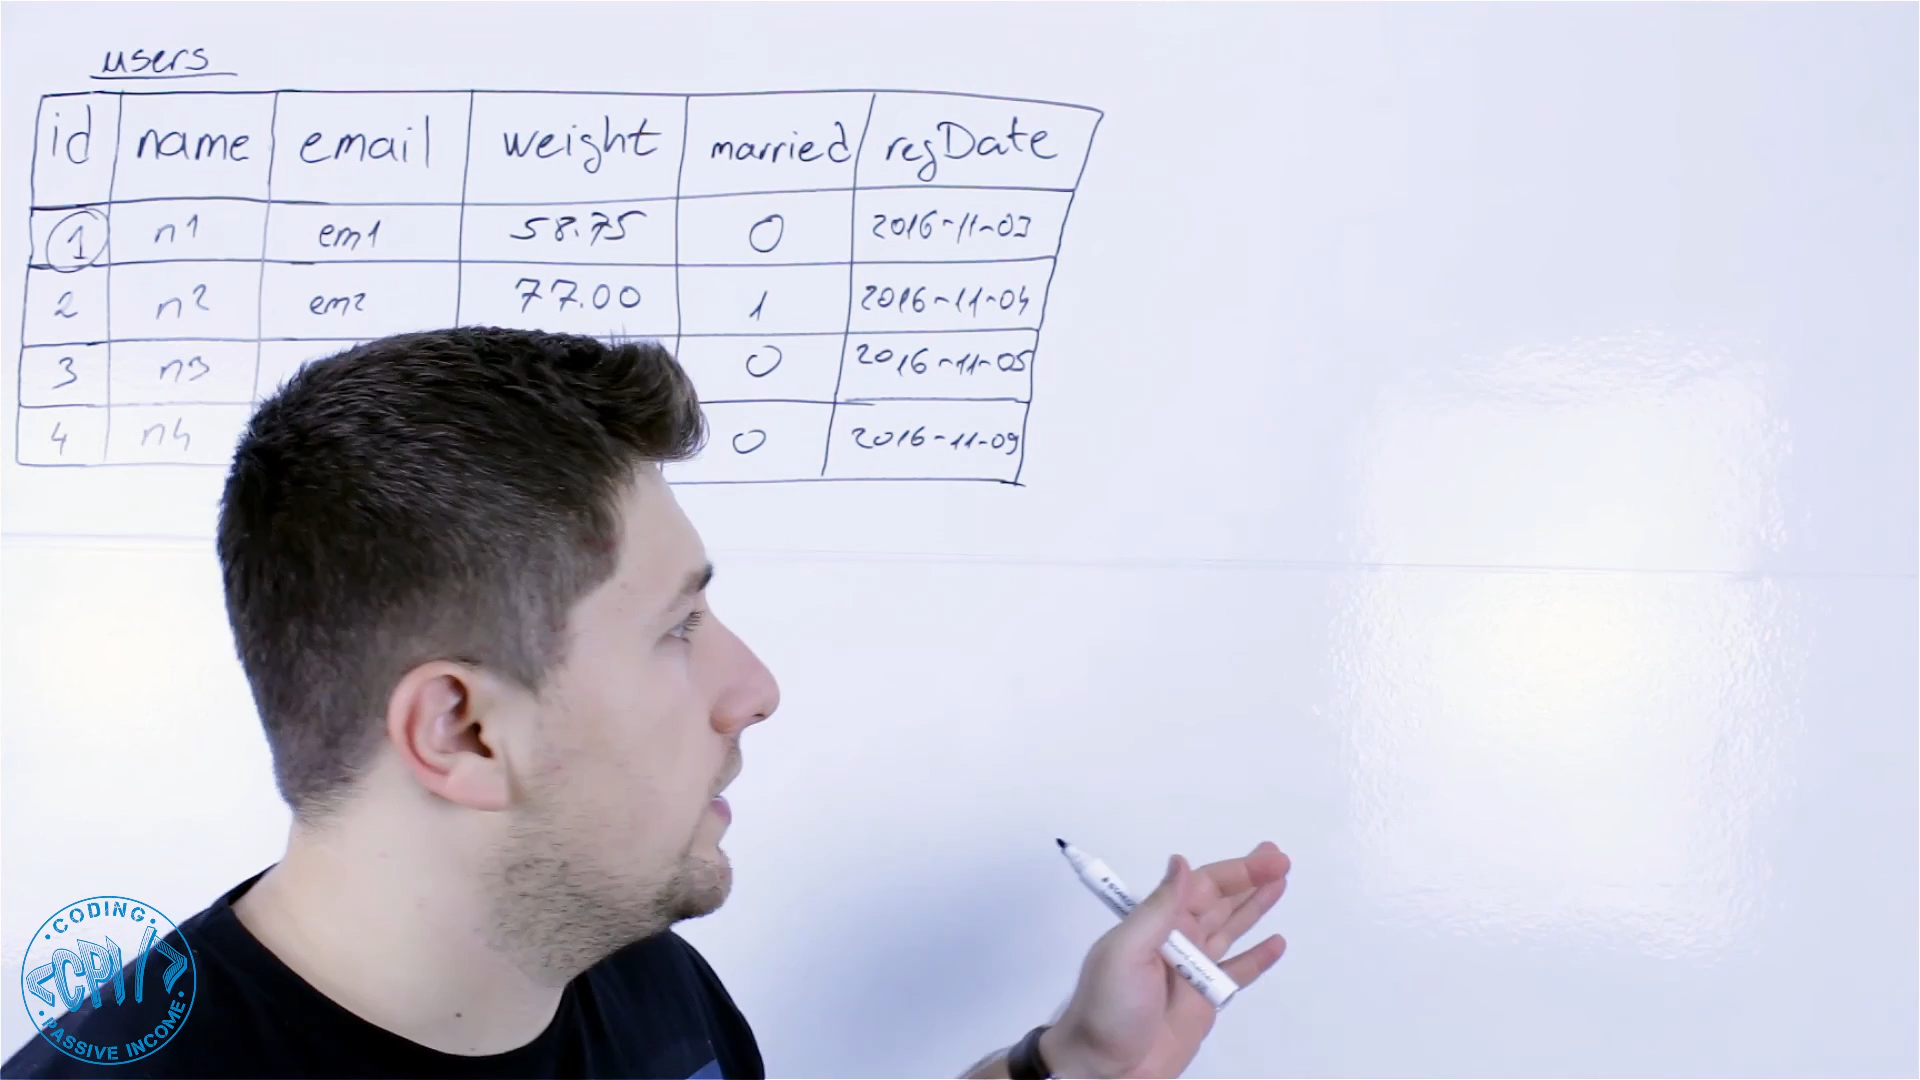 users
id name email weight married regDate
1 n1 em1 58.75 0 2016-11-03
2 n2 em2 77.00 1 2016-11-04
3 n3 0 2016-11-05
4 n4 0 2016-11-09
CODING
<CPI/>
PASSIVE INCOME